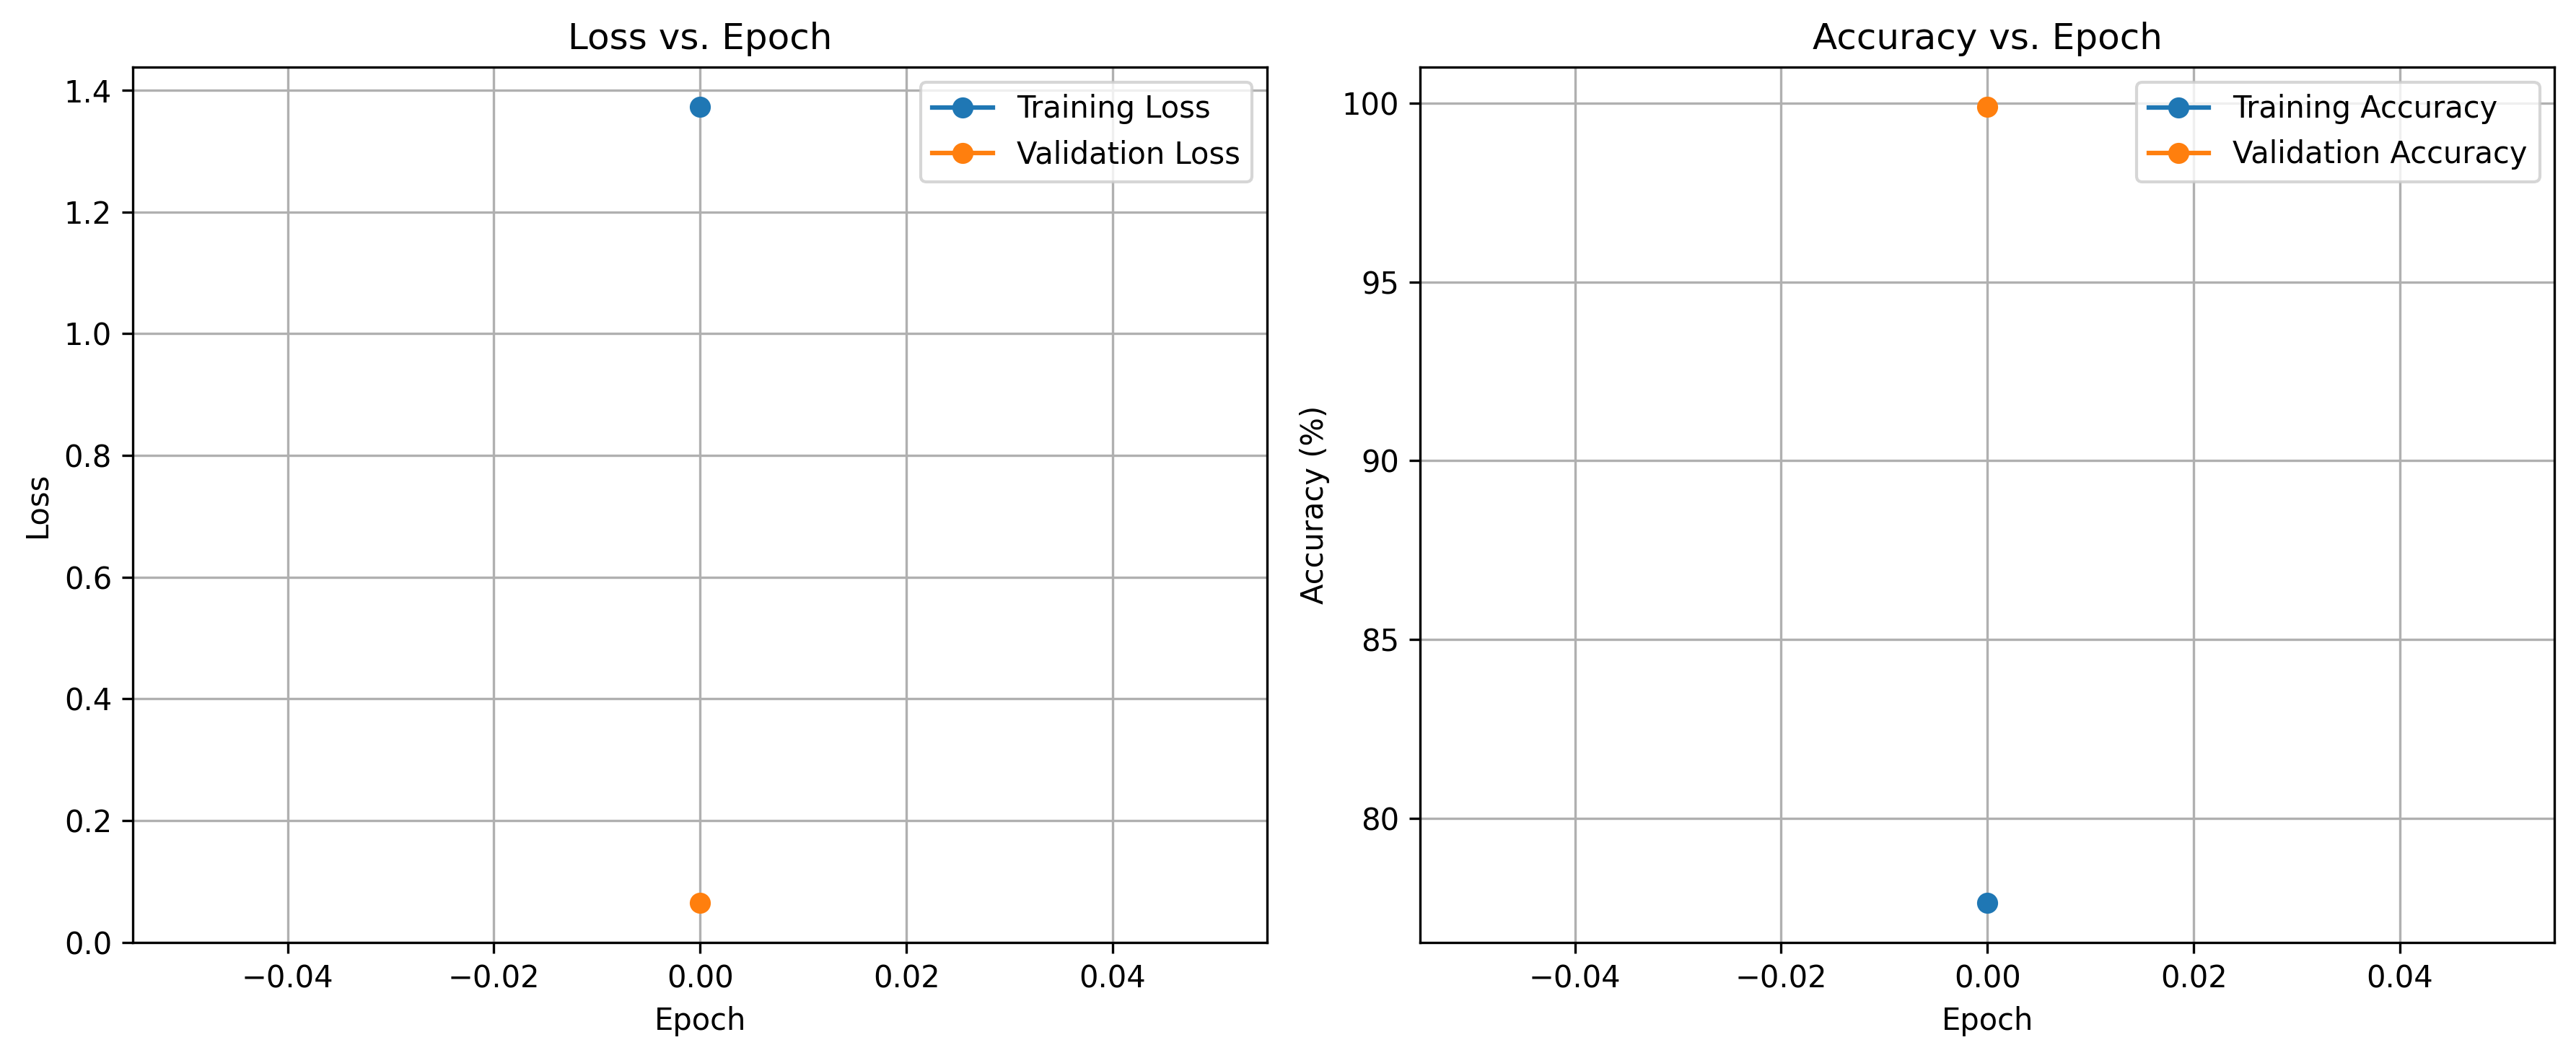 Loss vs. Epoch
1.4
1.2
1.0
0.8
0.6
0.4
0.2
0.0
Loss
−0.04 −0.02 0.00 0.02 0.04
Epoch
Training Loss
Validation Loss
Accuracy vs. Epoch
100
95
90
85
80
Accuracy (%)
−0.04 −0.02 0.00 0.02 0.04
Epoch
Training Accuracy
Validation Accuracy